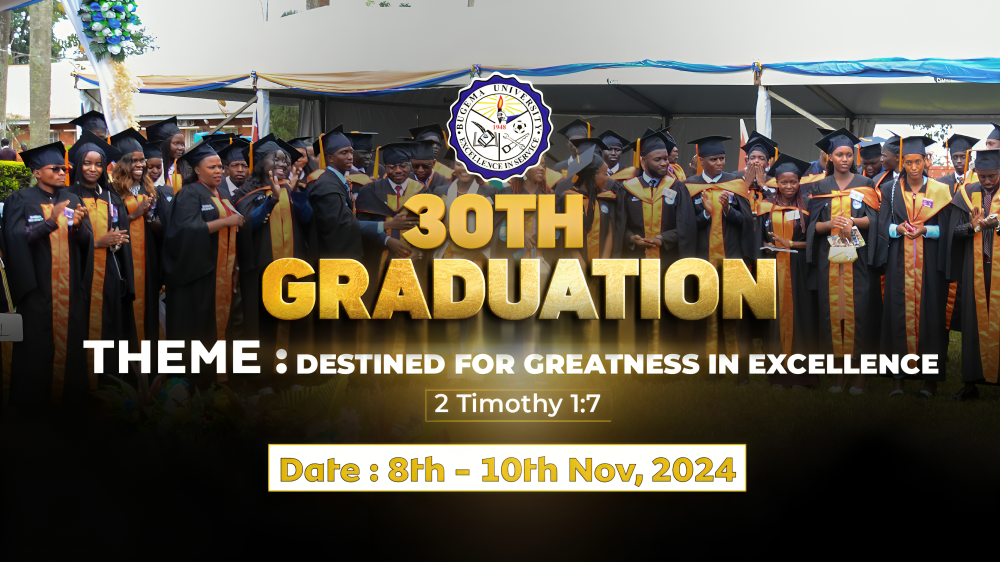 BUGEMA UNIVERSITY
1948
EXCELLENCE IN SERVICE
30TH
GRADUATION
THEME : DESTINED FOR GREATNESS IN EXCELLENCE
2 Timothy 1:7
Date : 8th - 10th Nov, 2024